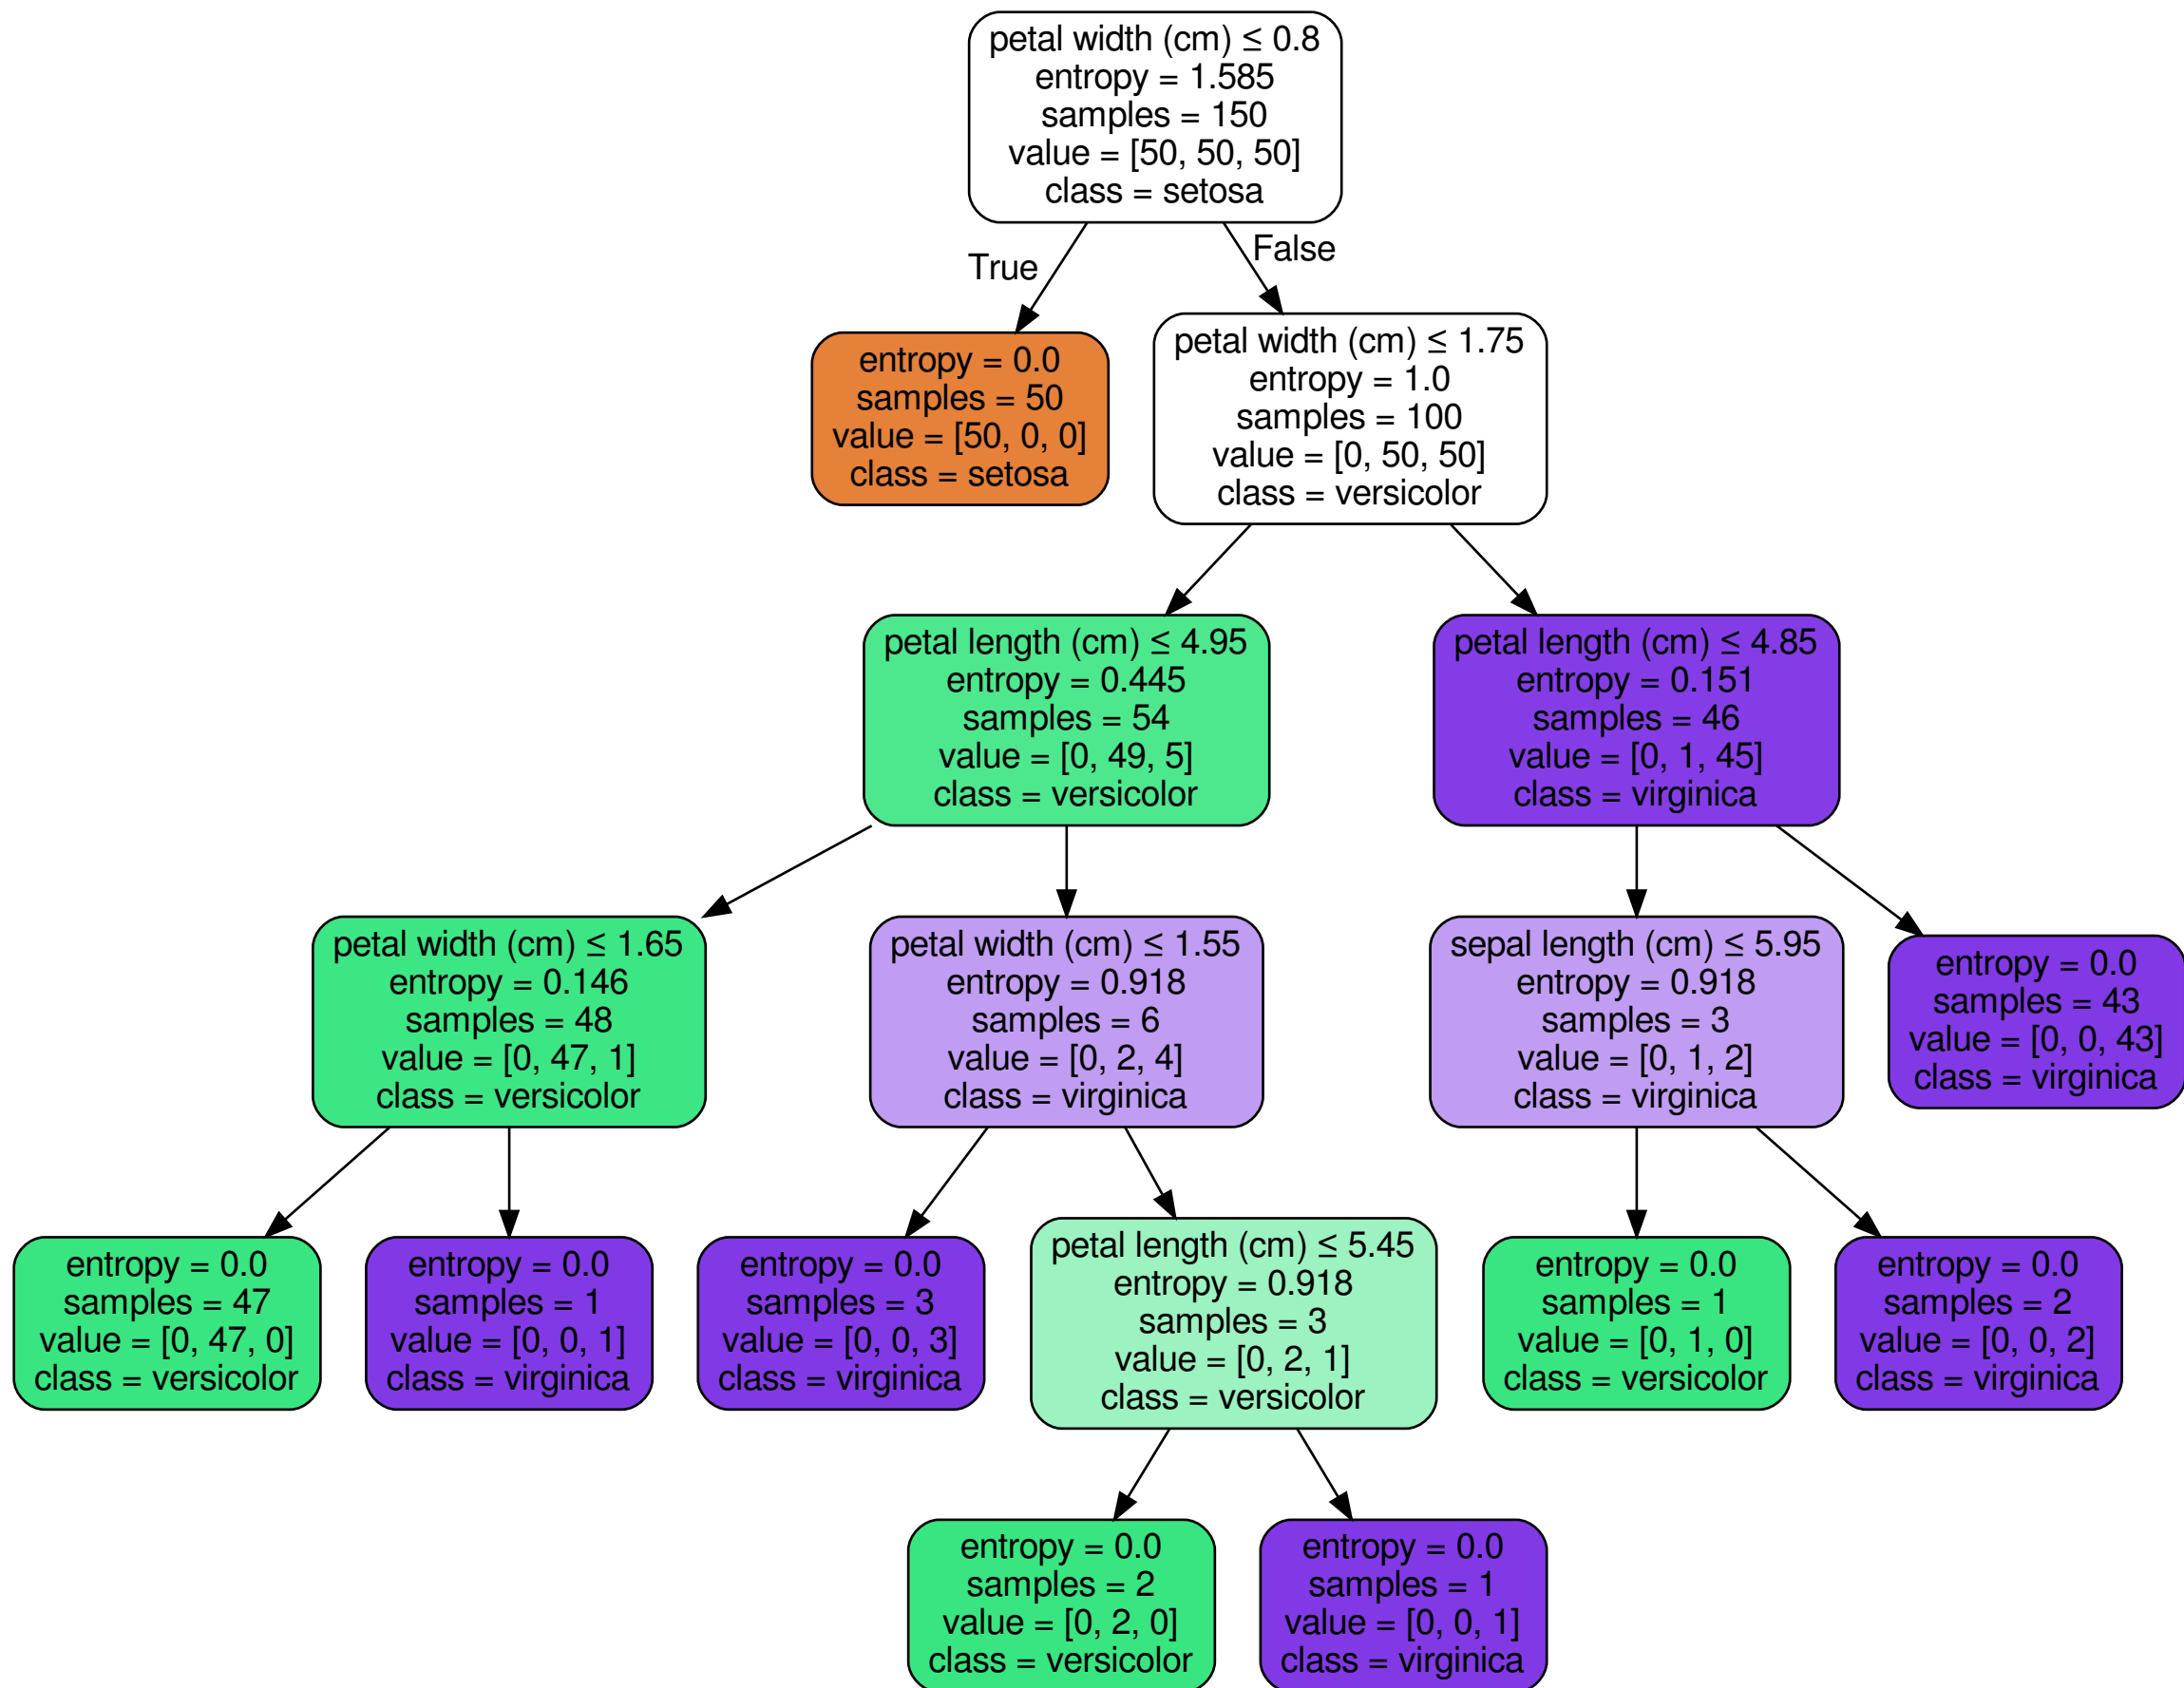 petal width (cm) ≤ 0.8
entropy = 1.585
samples = 150
value = [50, 50, 50]
class = setosa
True
False
entropy = 0.0
samples = 50
value = [50, 0, 0]
class = setosa
petal width (cm) ≤ 1.75
entropy = 1.0
samples = 100
value = [0, 50, 50]
class = versicolor
petal length (cm) ≤ 4.95
entropy = 0.445
samples = 54
value = [0, 49, 5]
class = versicolor
petal length (cm) ≤ 4.85
entropy = 0.151
samples = 46
value = [0, 1, 45]
class = virginica
petal width (cm) ≤ 1.65
entropy = 0.146
samples = 48
value = [0, 47, 1]
class = versicolor
petal width (cm) ≤ 1.55
entropy = 0.918
samples = 6
value = [0, 2, 4]
class = virginica
sepal length (cm) ≤ 5.95
entropy = 0.918
samples = 3
value = [0, 1, 2]
class = virginica
entropy = 0.0
samples = 43
value = [0, 0, 43]
class = virginica
entropy = 0.0
samples = 47
value = [0, 47, 0]
class = versicolor
entropy = 0.0
samples = 1
value = [0, 0, 1]
class = virginica
entropy = 0.0
samples = 3
value = [0, 0, 3]
class = virginica
petal length (cm) ≤ 5.45
entropy = 0.918
samples = 3
value = [0, 2, 1]
class = versicolor
entropy = 0.0
samples = 1
value = [0, 1, 0]
class = versicolor
entropy = 0.0
samples = 2
value = [0, 0, 2]
class = virginica
entropy = 0.0
samples = 2
value = [0, 2, 0]
class = versicolor
entropy = 0.0
samples = 1
value = [0, 0, 1]
class = virginica